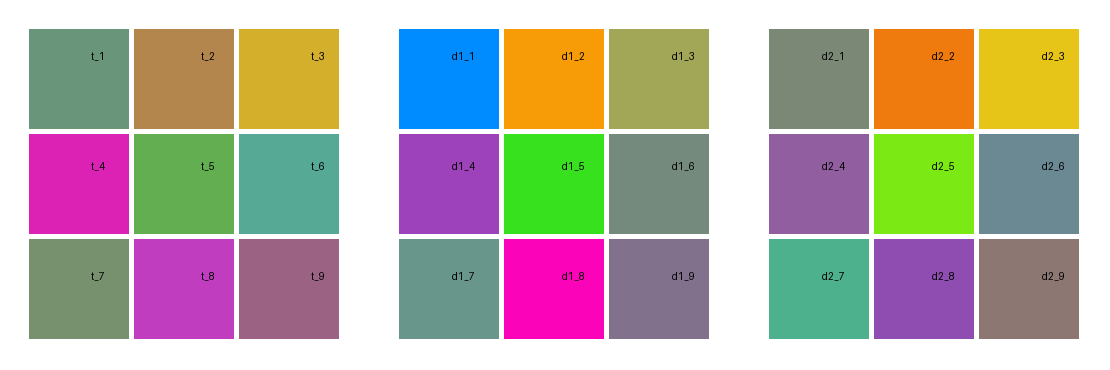 t_1 t_2 t_3 d1_1 d1_2 d1_3 d2_1 d2_2 d2_3
t_4 t_5 t_6 d1_4 d1_5 d1_6 d2_4 d2_5 d2_6
t_7 t_8 t_9 d1_7 d1_8 d1_9 d2_7 d2_8 d2_9